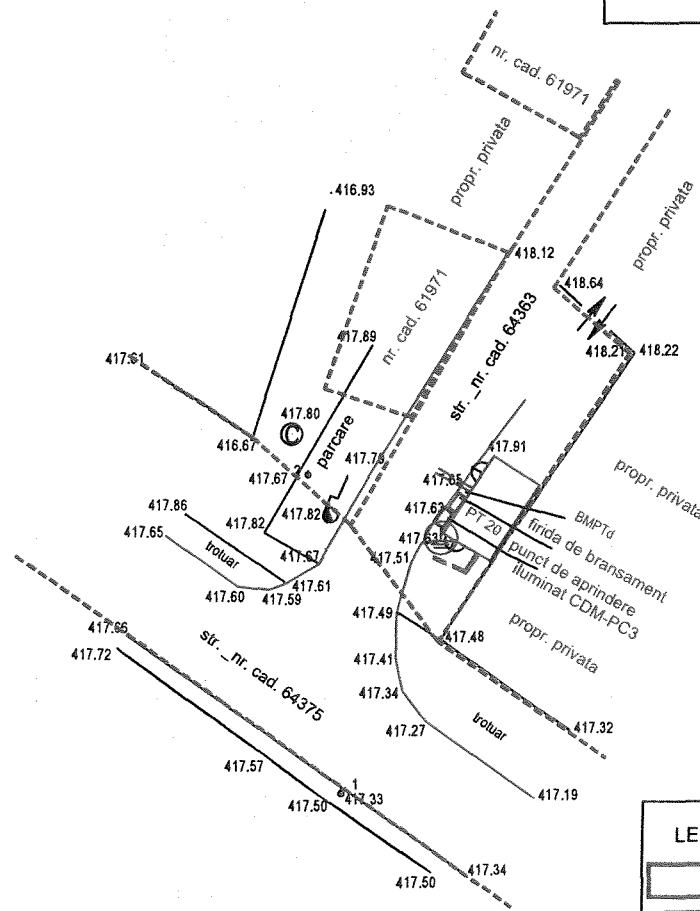 nr. cad. 61971
propr. privata
. 416.93
propr. privata
418.12
418.64
nr. cad. 61971
str. _nr. cad. 64363
417.89
418.21
418.22
417.61
417.80
parcare
416.67
417.91
2
417.67
propr. privata
417.86
417.82
417.65
417.82
417.63
BMPTd
417.65
PT 20
firida de bransament
trotuar
417.67
417.51
punct de aprindere
iluminat CDM-PC3
417.60
417.59
417.61
417.49
propr. privata
417.66
str. _nr. cad. 64375
417.48
417.72
417.41
417.34
trotuar
417.32
417.27
417.57
1
417.33
417.50
417.19
417.34
417.50
LE